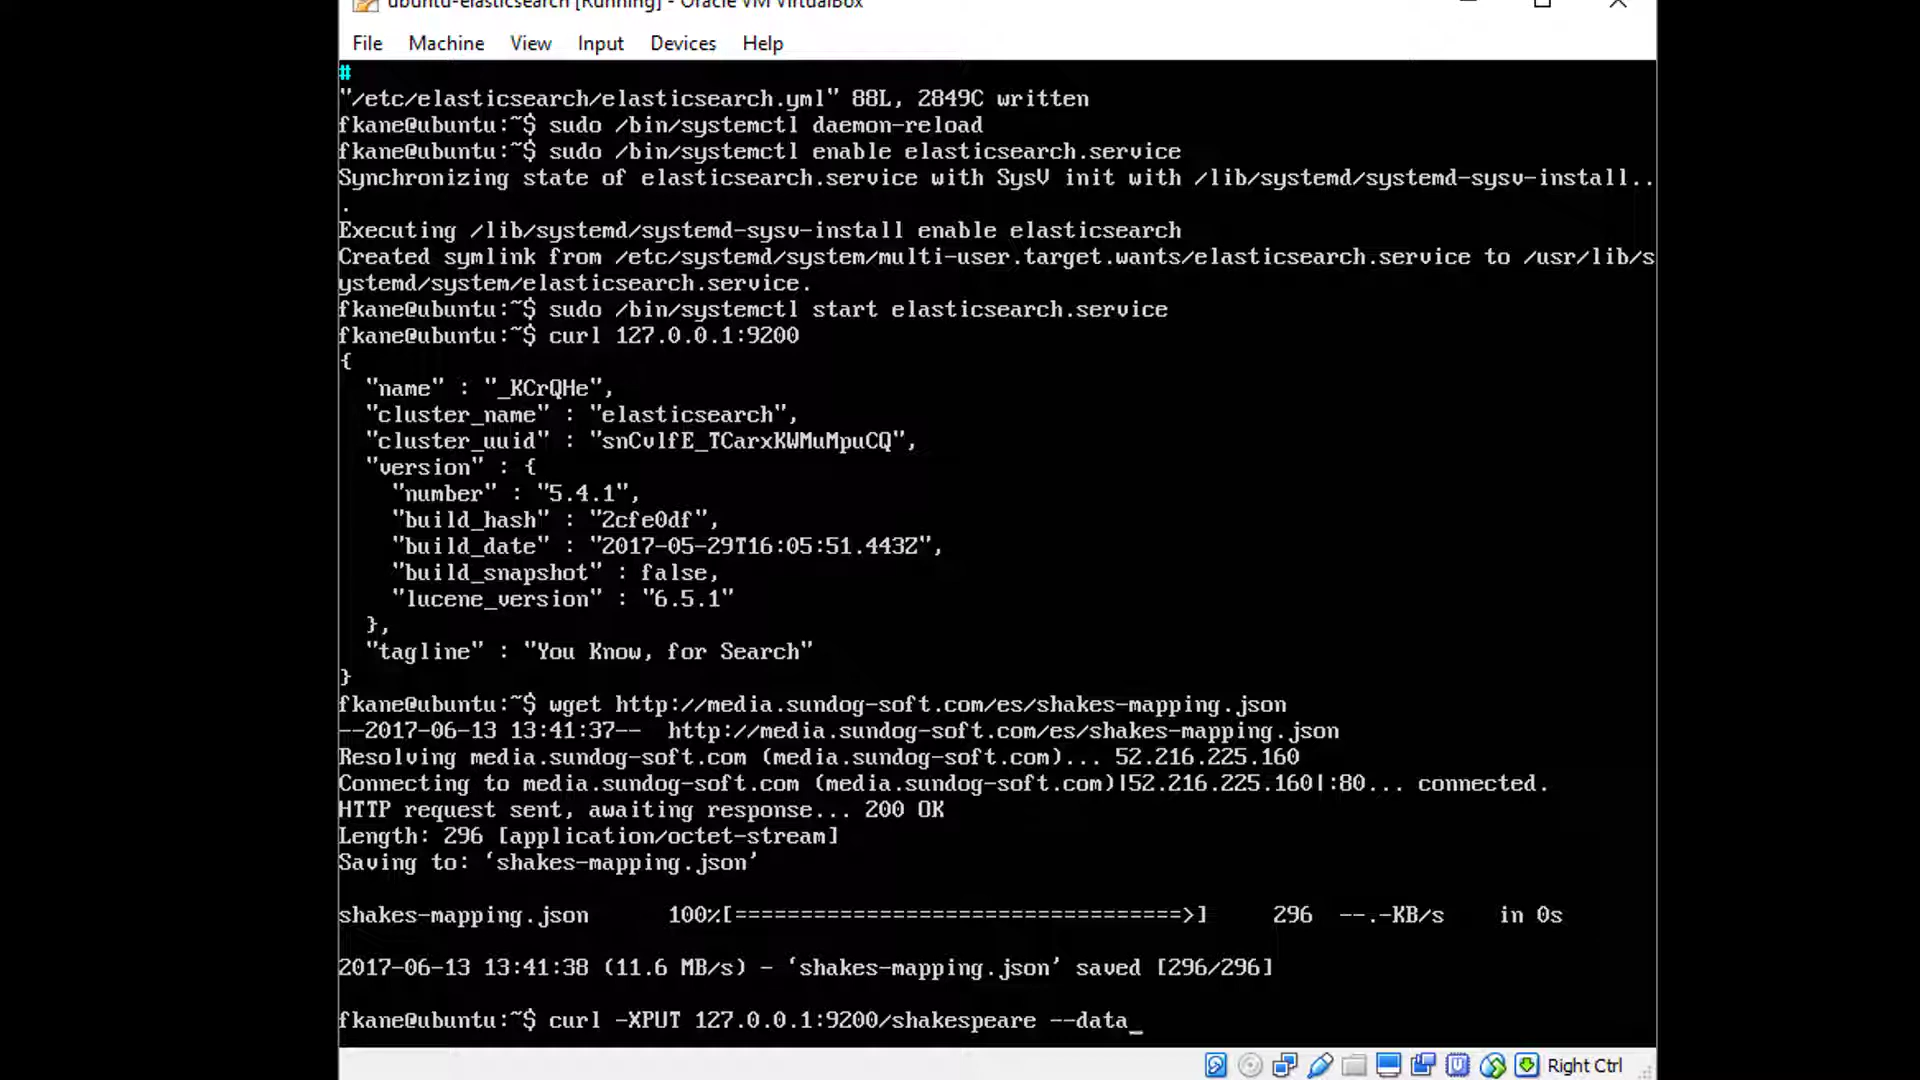 ubuntu-elasticsearch [Running] - Oracle VM VirtualBox
File Machine View Input Devices Help
#
"/etc/elasticsearch/elasticsearch.yml" 88L, 2849C written
fkane@ubuntu:~$ sudo /bin/systemctl daemon-reload
fkane@ubuntu:~$ sudo /bin/systemctl enable elasticsearch.service
Synchronizing state of elasticsearch.service with SysV init with /lib/systemd/systemd-sysv-install..
.
Executing /lib/systemd/systemd-sysv-install enable elasticsearch
Created symlink from /etc/systemd/system/multi-user.target.wants/elasticsearch.service to /usr/lib/s
ystemd/system/elasticsearch.service.
fkane@ubuntu:~$ sudo /bin/systemctl start elasticsearch.service
fkane@ubuntu:~$ curl 127.0.0.1:9200
{
  "name" : "_KCrQHe",
  "cluster_name" : "elasticsearch",
  "cluster_uuid" : "snCvlfE_TCarxKWMuMpuCQ",
  "version" : {
    "number" : "5.4.1",
    "build_hash" : "2cfe0df",
    "build_date" : "2017-05-29T16:05:51.443Z",
    "build_snapshot" : false,
    "lucene_version" : "6.5.1"
  },
  "tagline" : "You Know, for Search"
}
fkane@ubuntu:~$ wget http://media.sundog-soft.com/es/shakes-mapping.json
--2017-06-13 13:41:37--  http://media.sundog-soft.com/es/shakes-mapping.json
Resolving media.sundog-soft.com (media.sundog-soft.com)... 52.216.225.160
Connecting to media.sundog-soft.com (media.sundog-soft.com)|52.216.225.160|:80... connected.
HTTP request sent, awaiting response... 200 OK
Length: 296 [application/octet-stream]
Saving to: ‘shakes-mapping.json’
shakes-mapping.json      100%[==================================>]     296  --.-KB/s    in 0s
2017-06-13 13:41:38 (11.6 MB/s) - ‘shakes-mapping.json’ saved [296/296]
fkane@ubuntu:~$ curl -XPUT 127.0.0.1:9200/shakespeare --data_
Right Ctrl